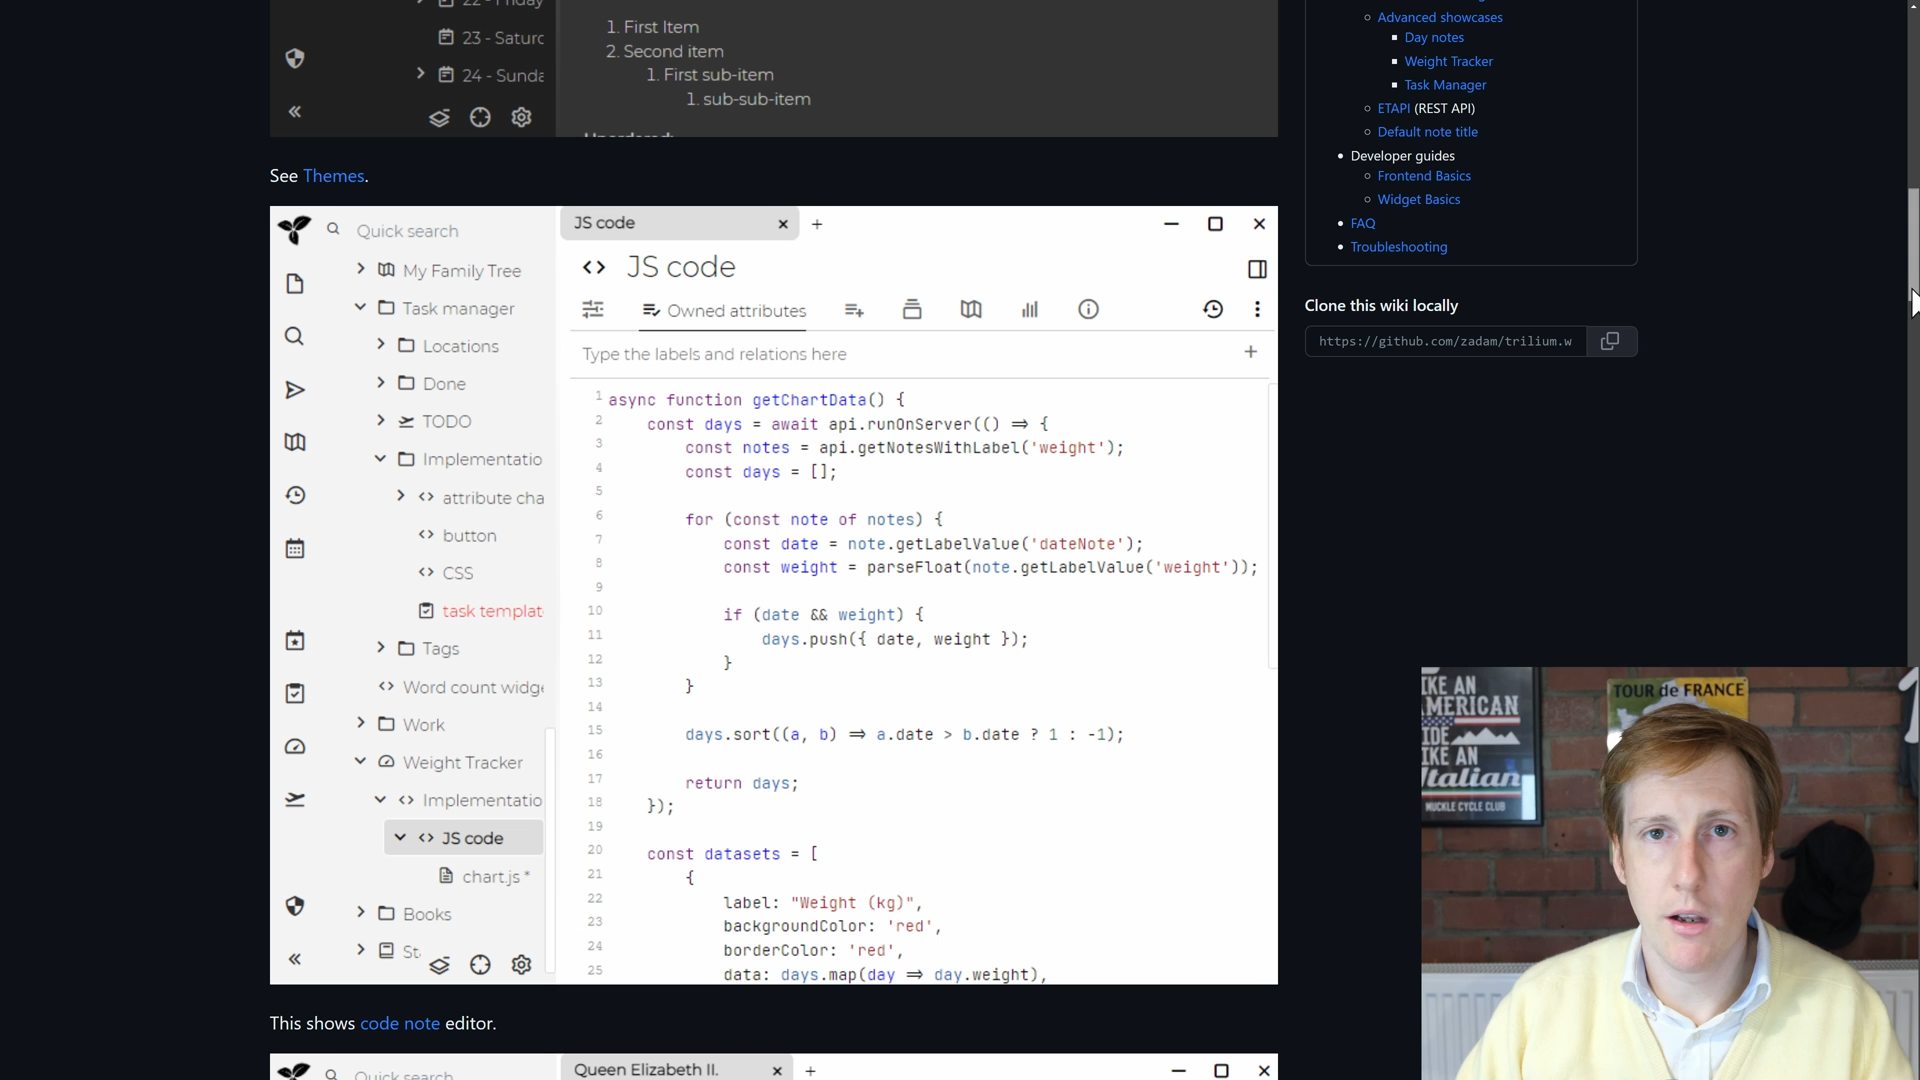 23 - Saturd
24 - Sunda
1. First Item
2. Second item
1. First sub-item
1. sub-sub-item
See Themes.
Quick search
My Family Tree
Task manager
Locations
Done
TODO
Implementatio
attribute cha
button
CSS
task templat
Tags
Word count widge
Work
Weight Tracker
Implementatio
JS code
chart.js *
Books
JS code
JS code
Owned attributes
Type the labels and relations here
1 async function getChartData() {
2 const days = await api.runOnServer(() => {
3 const notes = api.getNotesWithLabel('weight');
4 const days = [];
5
6 for (const note of notes) {
7 const date = note.getLabelValue('dateNote');
8 const weight = parseFloat(note.getLabelValue('weight'));
9
10 if (date && weight) {
11 days.push({ date, weight });
12 }
13 }
14
15 days.sort((a, b) => a.date > b.date ? 1 : -1);
16
17 return days;
18 });
19
20 const datasets = [
21 {
22 label: "Weight (kg)",
23 backgroundColor: 'red',
24 borderColor: 'red',
25 data: days.map(day => day.weight),
This shows code note editor.
Quick search
Queen Elizabeth II.
Advanced showcases
Day notes
Weight Tracker
Task Manager
ETAPI (REST API)
Default note title
Developer guides
Frontend Basics
Widget Basics
FAQ
Troubleshooting
Clone this wiki locally
https://github.com/zadam/trilium.w
IKE AN
MERICAN
IDE
IKE AN
Italian
MUCKLE CYCLE CLUB
TOUR de FRANCE